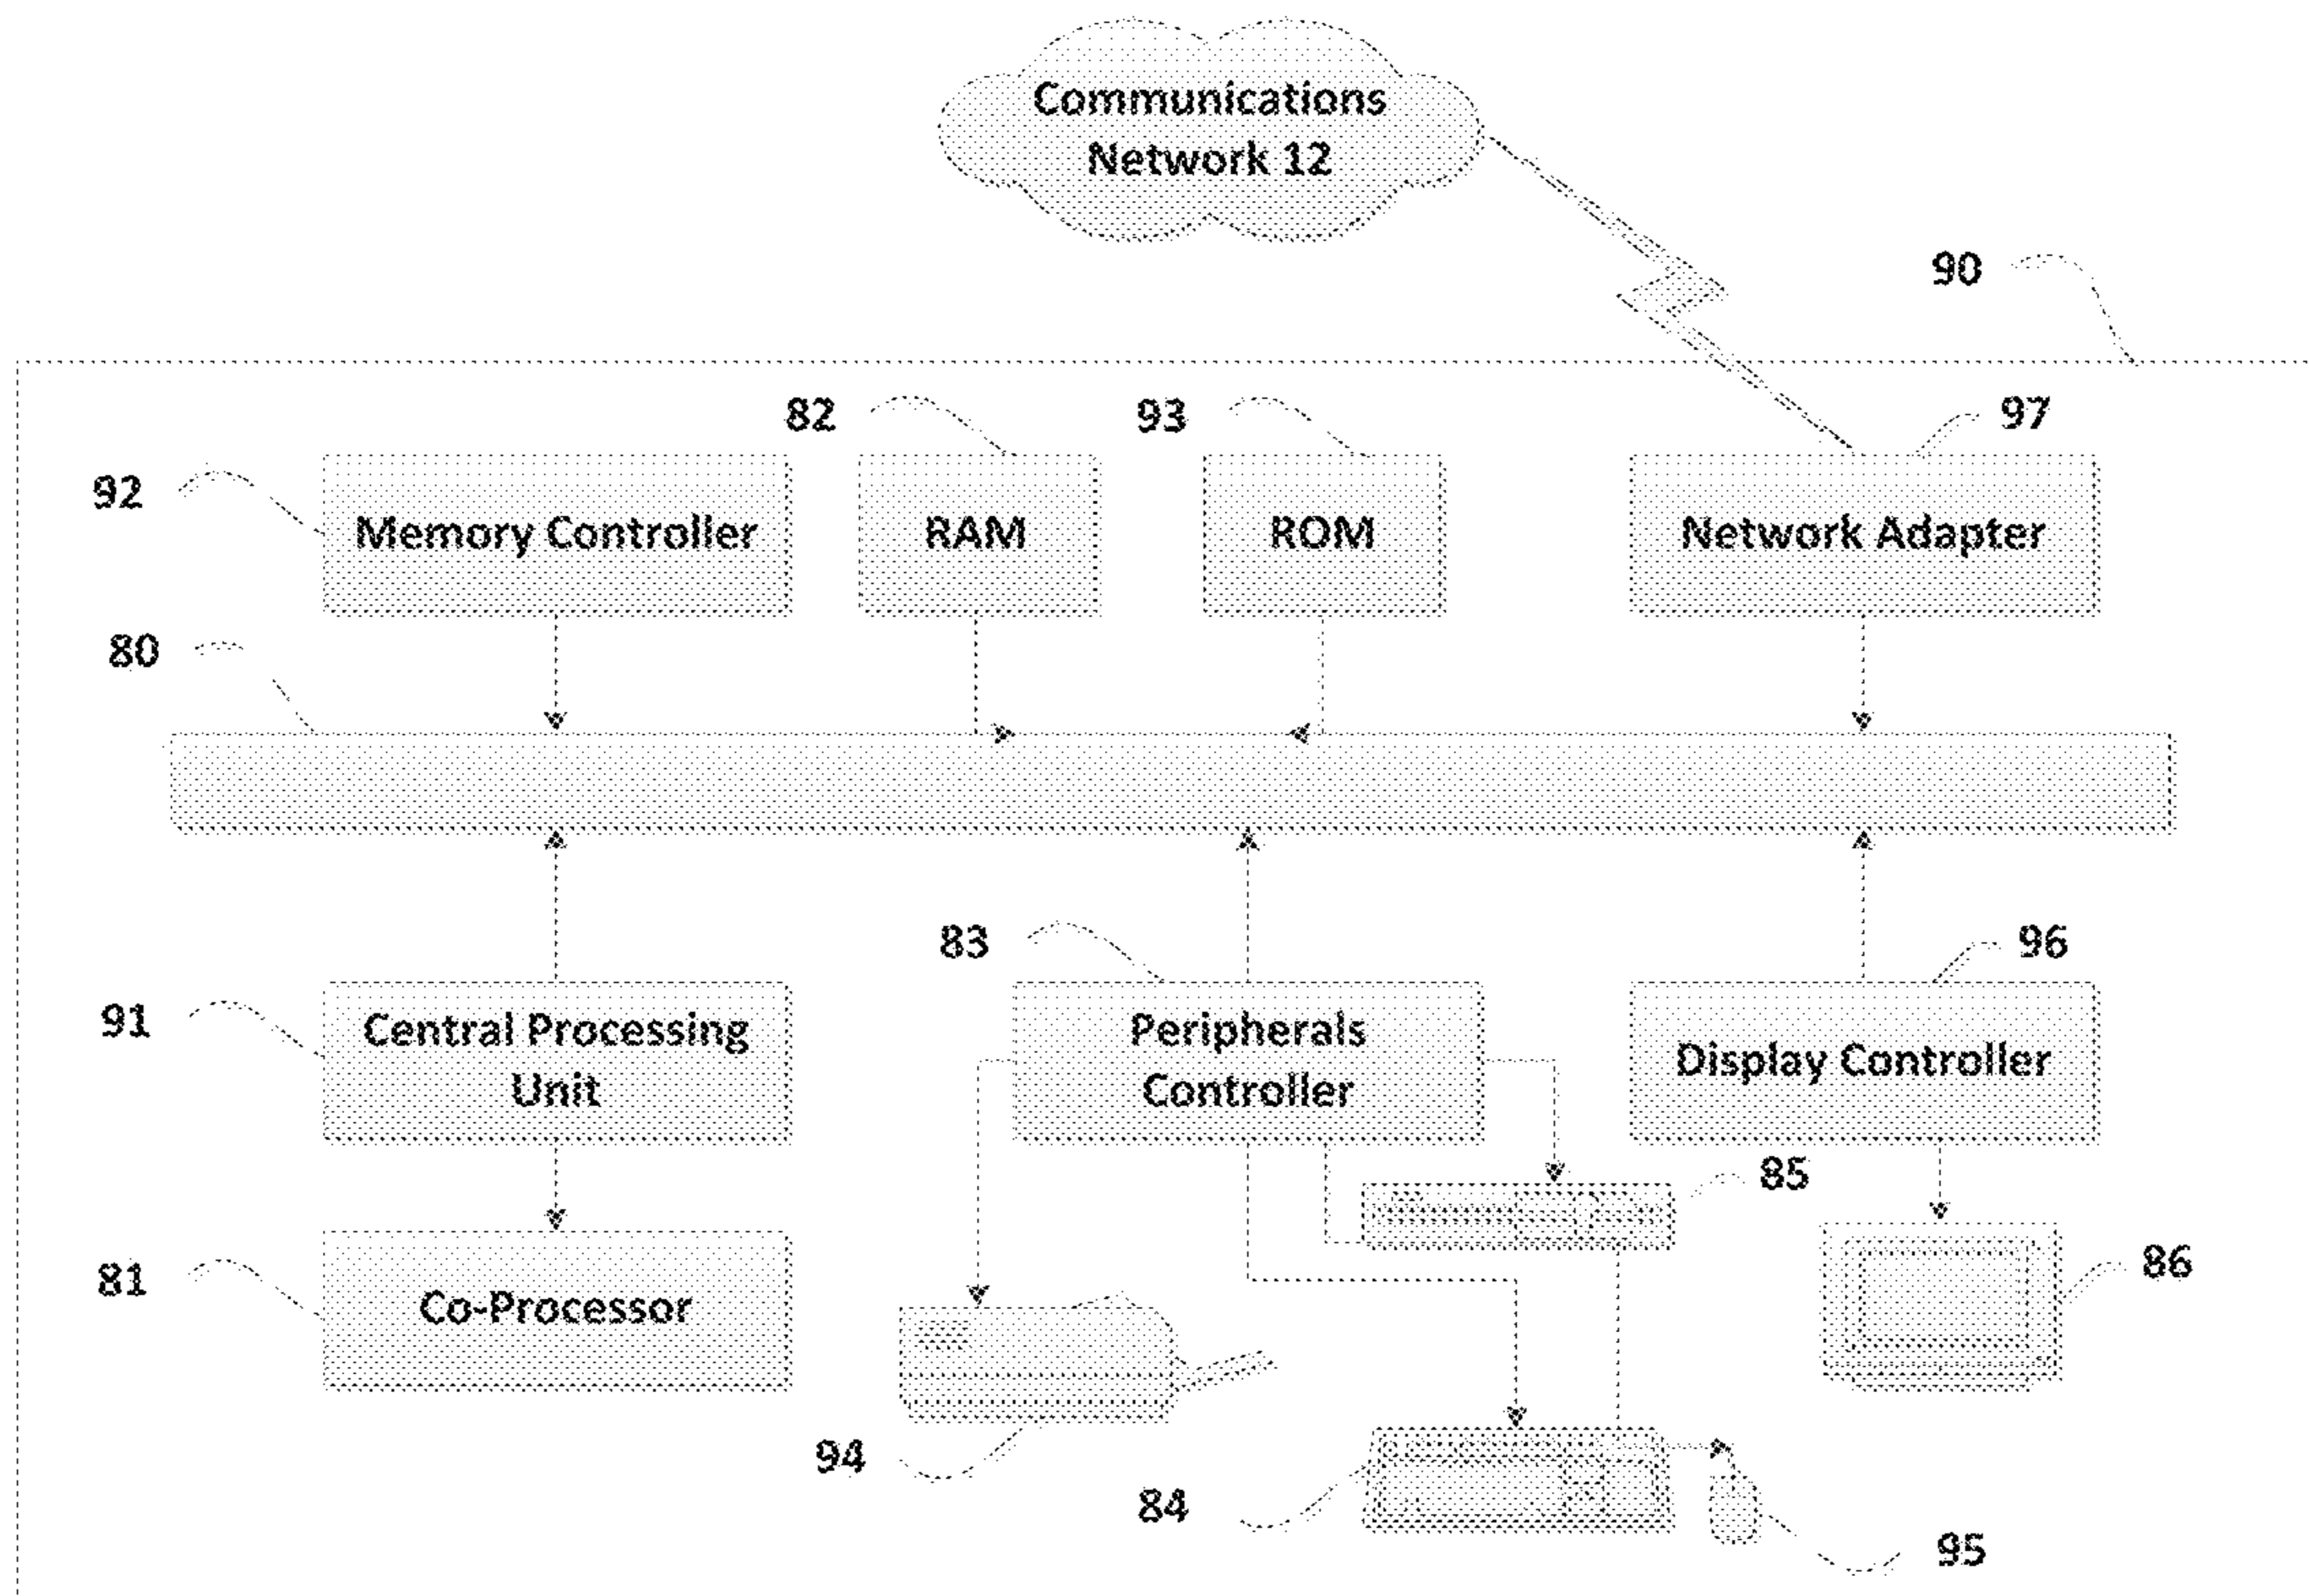 Communications
Network 12
90
82
93
97
92
Memory Controller
RAM
ROM
Network Adapter
80
83
96
91
Central Processing
Unit
Peripherals
Controller
Display Controller
85
81
Co-Processor
86
94
84
95